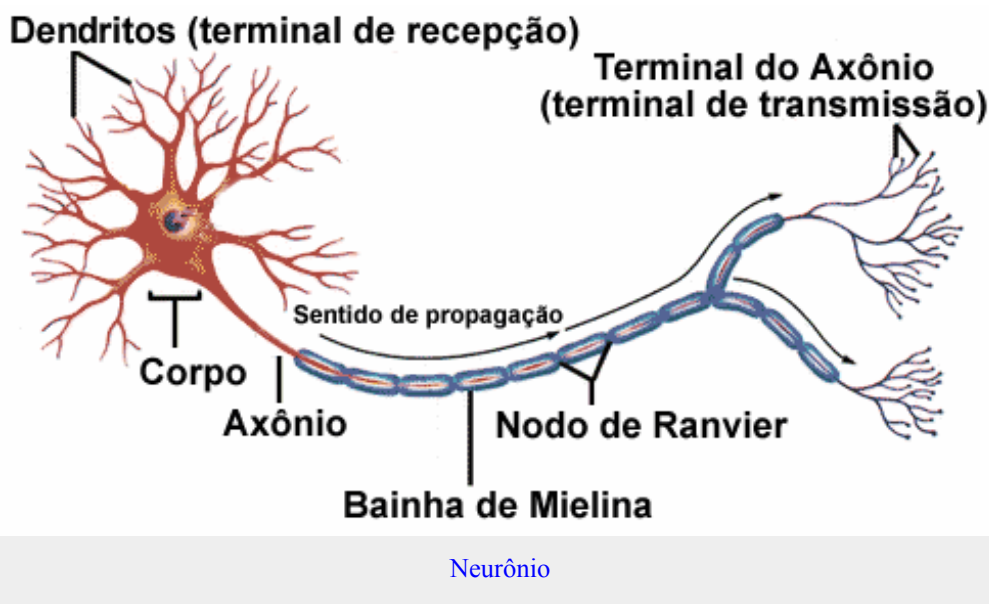 Dendritos (terminal de recepção)
Terminal do Axônio
(terminal de transmissão)
Sentido de propagação
Corpo
Axônio
Nodo de Ranvier
Bainha de Mielina
Neurônio